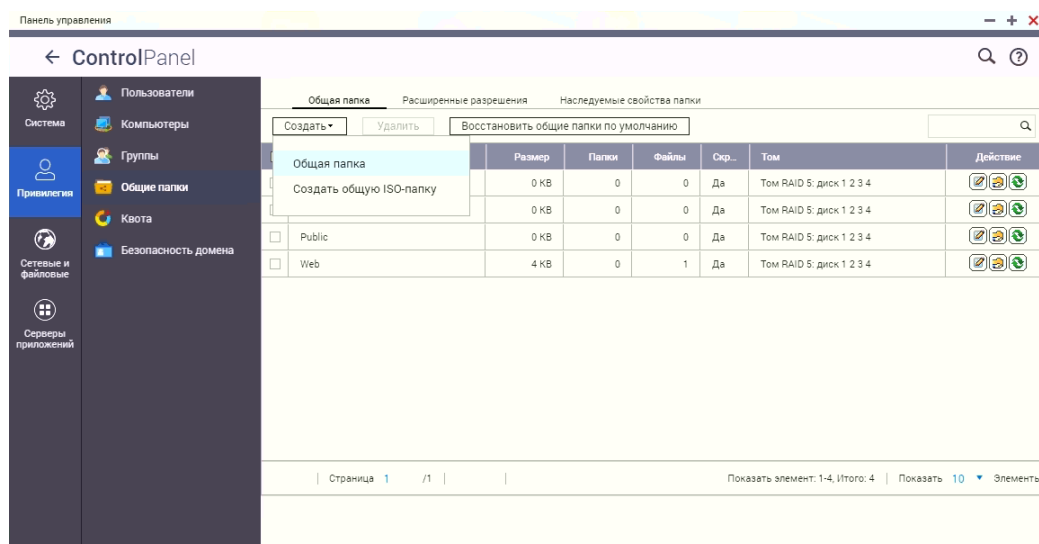 Панель управления
ControlPanel
Система
Привилегия
Сетевые и
файловые
Серверы
приложений
Пользователи
Компьютеры
Группы
Общие папки
Квота
Безопасность домена
Общая папка Расширенные разрешения Наследуемые свойства папки
Создать Удалить Восстановить общие папки по умолчанию
Общая папка
Создать общую ISO-папку
Размер Папки Файлы Скр... Том Действие
0 KB 0 0 Да Том RAID 5: диск 1 2 3 4
0 KB 0 0 Да Том RAID 5: диск 1 2 3 4
Public 0 KB 0 0 Да Том RAID 5: диск 1 2 3 4
Web 4 KB 0 1 Да Том RAID 5: диск 1 2 3 4
Страница 1 /1 Показать элемент: 1-4, Итого: 4 Показать 10 Элементы